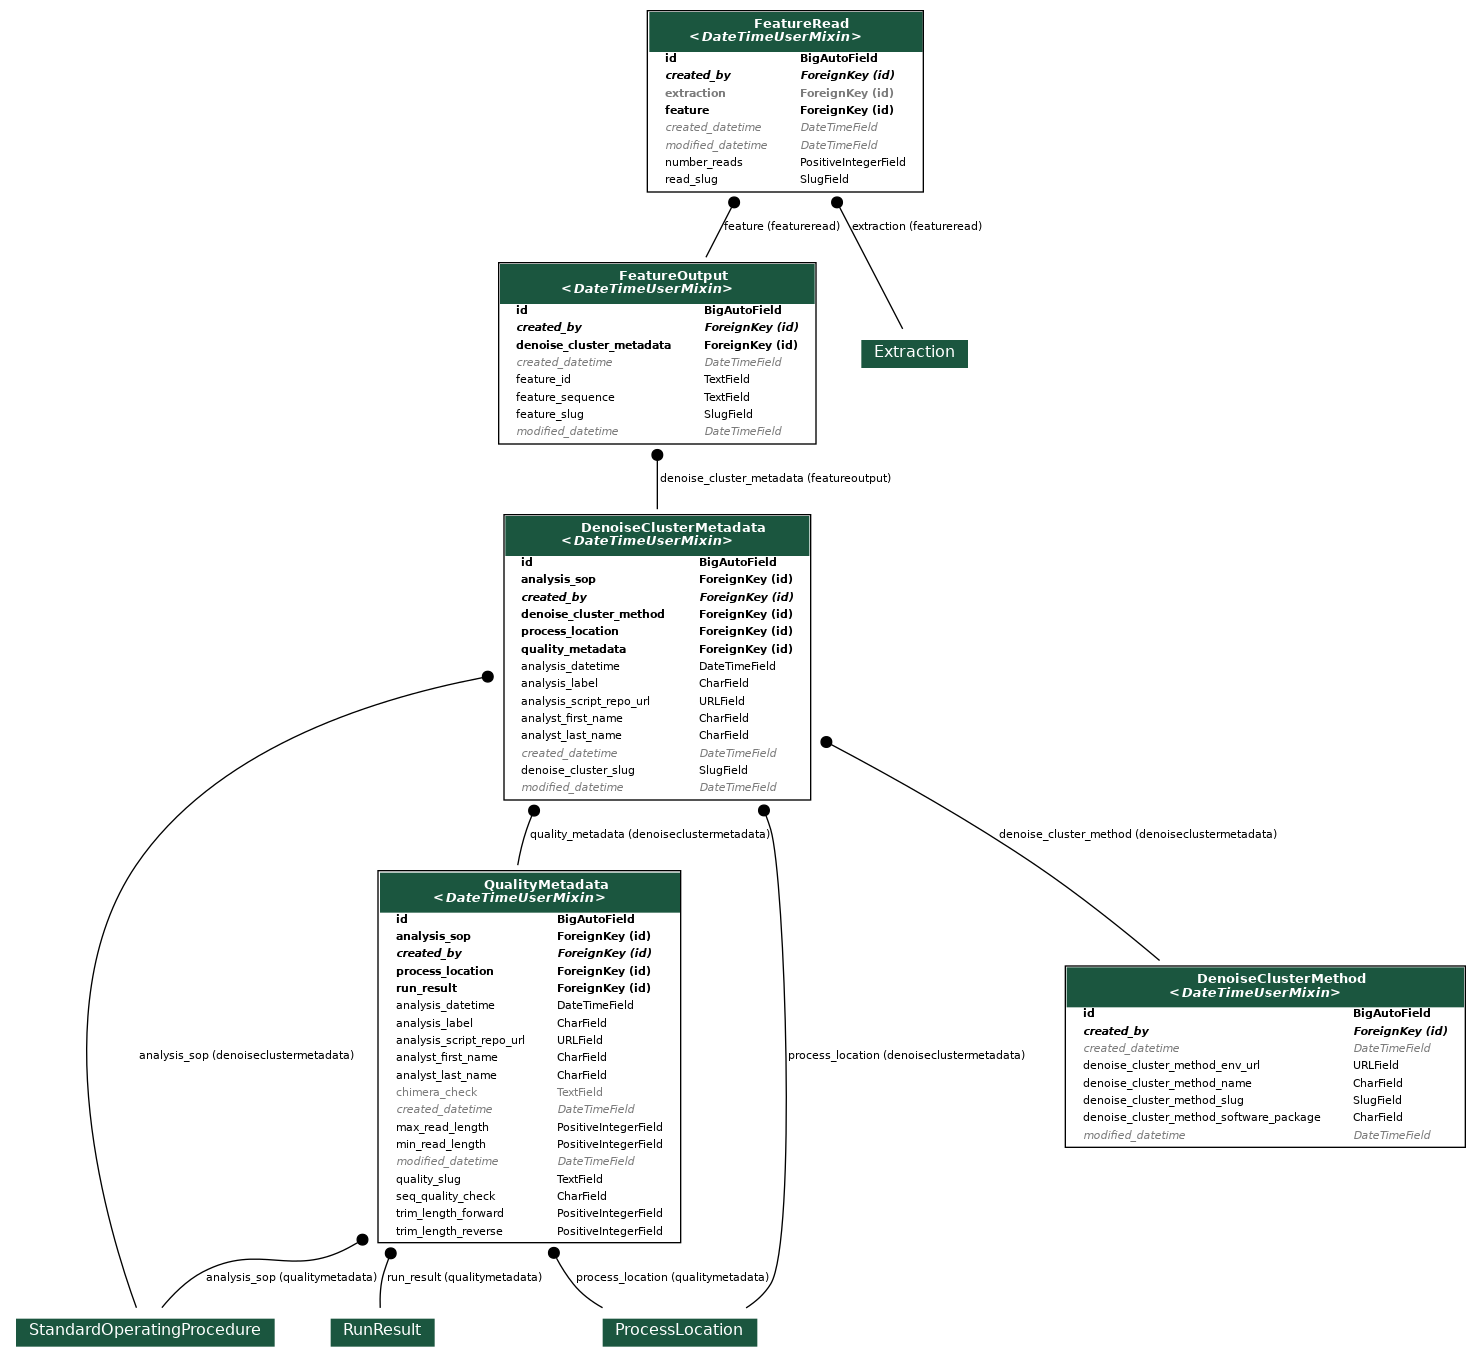 FeatureRead
<DateTimeUserMixin>
id BigAutoField
created_by ForeignKey (id)
extraction ForeignKey (id)
feature ForeignKey (id)
created_datetime DateTimeField
modified_datetime DateTimeField
number_reads PositiveIntegerField
read_slug SlugField
feature (featureread)
extraction (featureread)
FeatureOutput
<DateTimeUserMixin>
id BigAutoField
created_by ForeignKey (id)
denoise_cluster_metadata ForeignKey (id)
created_datetime DateTimeField
feature_id TextField
feature_sequence TextField
feature_slug SlugField
modified_datetime DateTimeField
Extraction
denoise_cluster_metadata (featureoutput)
DenoiseClusterMetadata
<DateTimeUserMixin>
id BigAutoField
analysis_sop ForeignKey (id)
created_by ForeignKey (id)
denoise_cluster_method ForeignKey (id)
process_location ForeignKey (id)
quality_metadata ForeignKey (id)
analysis_datetime DateTimeField
analysis_label CharField
analysis_script_repo_url URLField
analyst_first_name CharField
analyst_last_name CharField
created_datetime DateTimeField
denoise_cluster_slug SlugField
modified_datetime DateTimeField
quality_metadata (denoiseclustermetadata)
denoise_cluster_method (denoiseclustermetadata)
QualityMetadata
<DateTimeUserMixin>
id BigAutoField
analysis_sop ForeignKey (id)
created_by ForeignKey (id)
process_location ForeignKey (id)
run_result ForeignKey (id)
analysis_datetime DateTimeField
analysis_label CharField
analysis_script_repo_url URLField
analyst_first_name CharField
analyst_last_name CharField
chimera_check TextField
created_datetime DateTimeField
max_read_length PositiveIntegerField
min_read_length PositiveIntegerField
modified_datetime DateTimeField
quality_slug TextField
seq_quality_check CharField
trim_length_forward PositiveIntegerField
trim_length_reverse PositiveIntegerField
DenoiseClusterMethod
<DateTimeUserMixin>
id BigAutoField
created_by ForeignKey (id)
created_datetime DateTimeField
denoise_cluster_method_env_url URLField
denoise_cluster_method_name CharField
denoise_cluster_method_slug SlugField
denoise_cluster_method_software_package CharField
modified_datetime DateTimeField
analysis_sop (denoiseclustermetadata)
process_location (denoiseclustermetadata)
analysis_sop (qualitymetadata)
run_result (qualitymetadata)
process_location (qualitymetadata)
StandardOperatingProcedure
RunResult
ProcessLocation